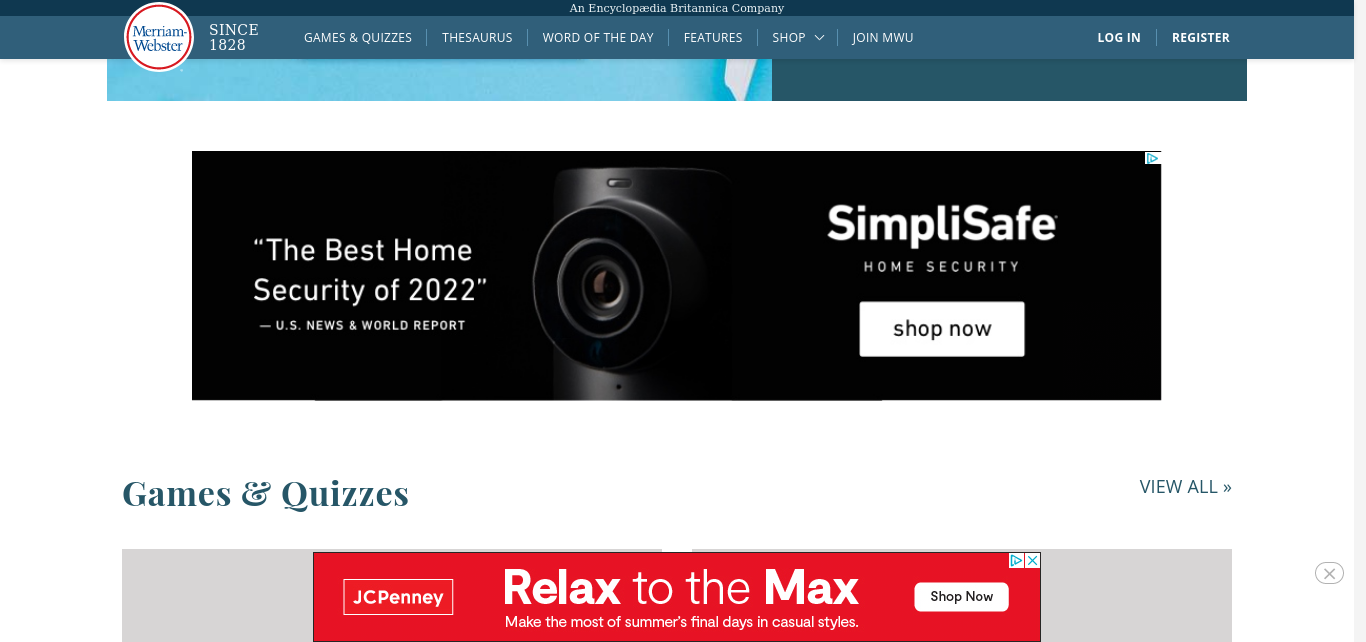 An Encyclopædia Britannica Company
Merriam-
Webster
SINCE
1828
GAMES & QUIZZES
THESAURUS
WORD OF THE DAY
FEATURES
SHOP
JOIN MWU
LOG IN
REGISTER
“The Best Home
Security of 2022”
— U.S. NEWS & WORLD REPORT
SimpliSafe
HOME SECURITY
shop now
Games & Quizzes
VIEW ALL »
JCPenney
Relax to the Max
Make the most of summer’s final days in casual styles.
Shop Now